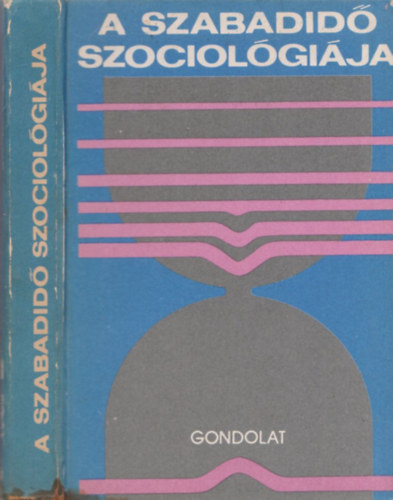 A SZABADIDŐ SZOCIOLÓGIÁJA
A SZABADIDŐ
SZOCIOLÓGIÁJA
GONDOLAT